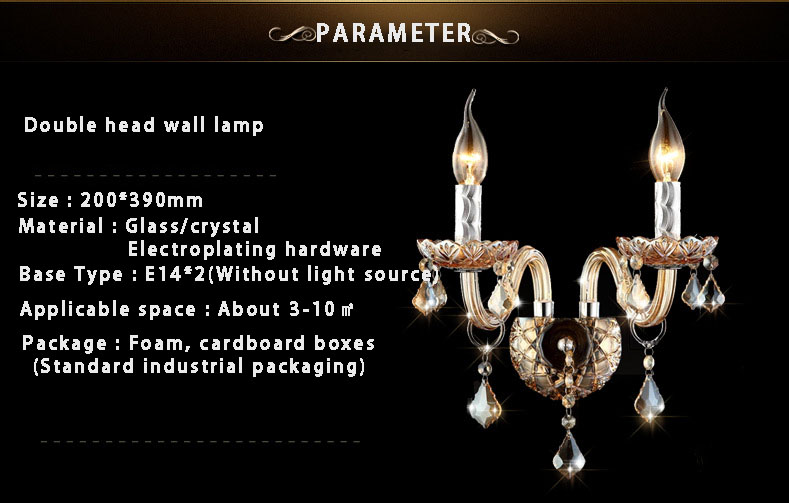 PARAMETER
Double head wall lamp
Size : 200*390mm
Material : Glass/crystal
Electroplating hardware
Base Type : E14*2(Without light source)
Applicable space : About 3-10㎡
Package : Foam, cardboard boxes
(Standard industrial packaging)